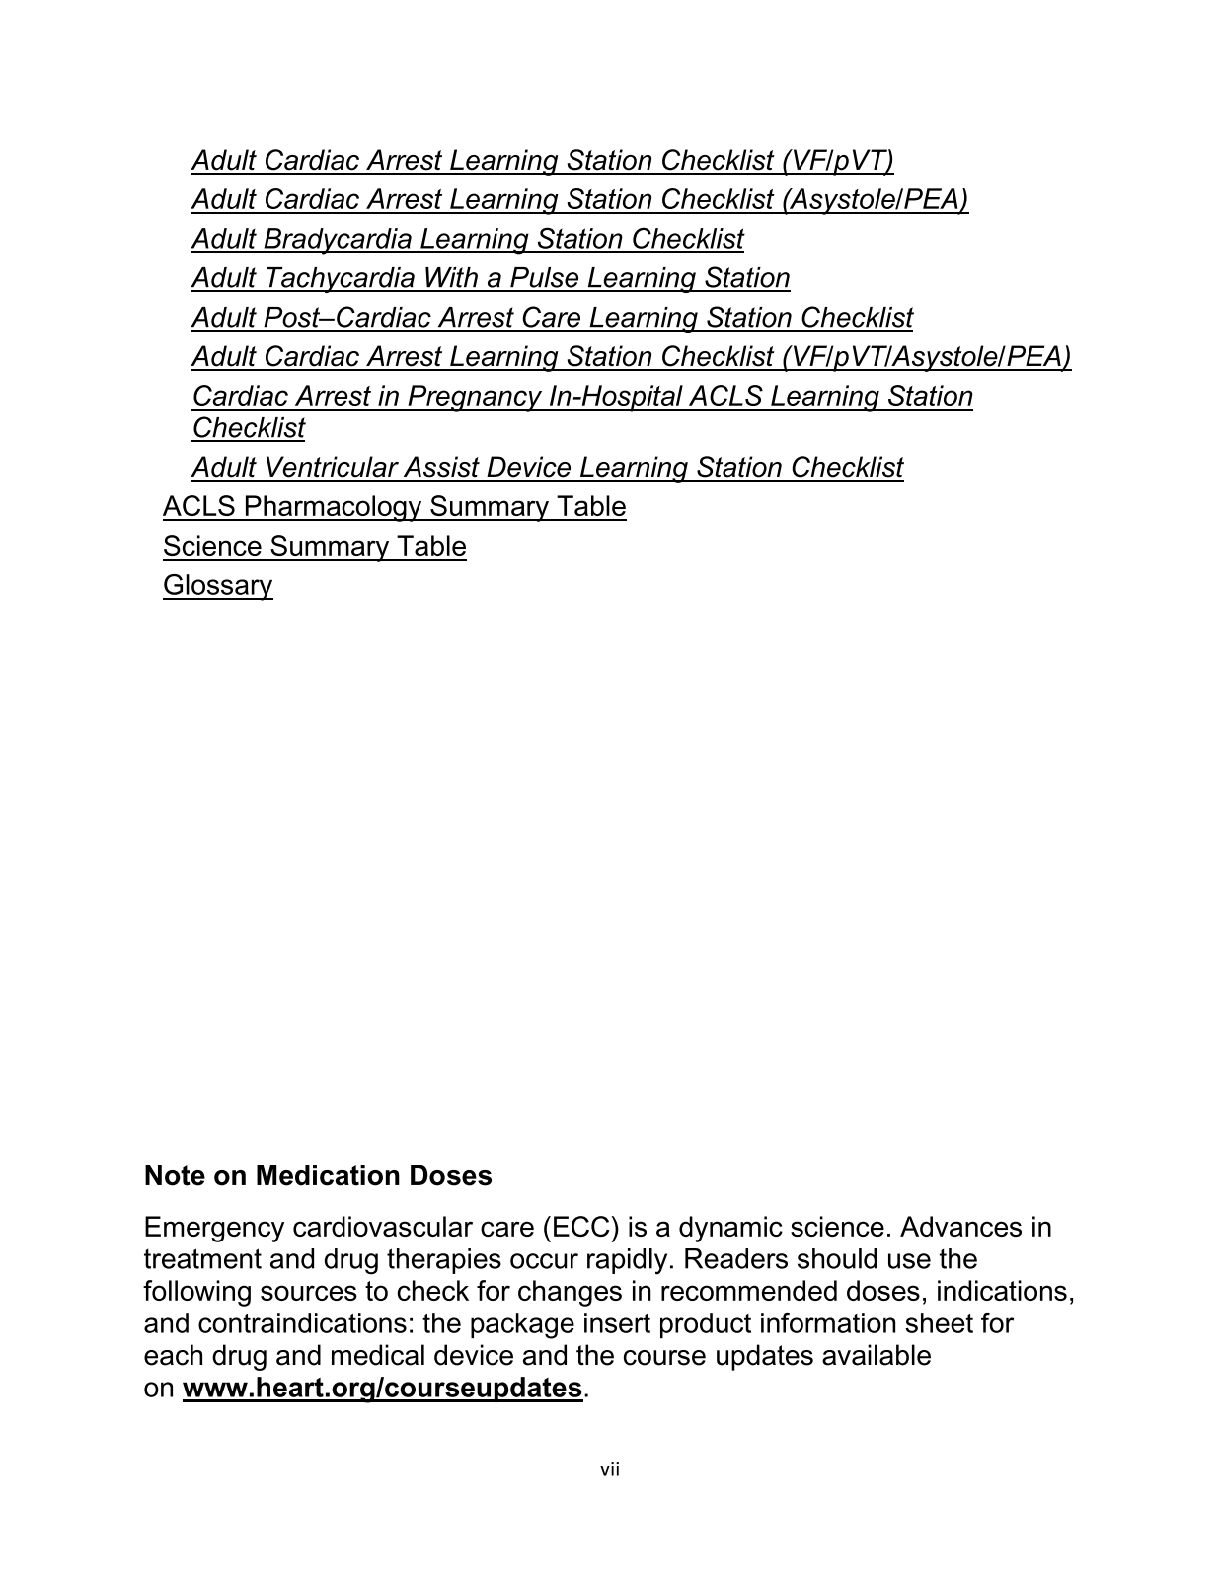 Adult Cardiac Arrest Learning Station Checklist (VF/pVT)
Adult Cardiac Arrest Learning Station Checklist (Asystole/PEA)
Adult Bradycardia Learning Station Checklist
Adult Tachycardia With a Pulse Learning Station
Adult Post–Cardiac Arrest Care Learning Station Checklist
Adult Cardiac Arrest Learning Station Checklist (VF/pVT/Asystole/PEA)
Cardiac Arrest in Pregnancy In-Hospital ACLS Learning Station
Checklist
Adult Ventricular Assist Device Learning Station Checklist
ACLS Pharmacology Summary Table
Science Summary Table
Glossary
Note on Medication Doses
Emergency cardiovascular care (ECC) is a dynamic science. Advances in
treatment and drug therapies occur rapidly. Readers should use the
following sources to check for changes in recommended doses, indications,
and contraindications: the package insert product information sheet for
each drug and medical device and the course updates available
on www.heart.org/courseupdates.
vii